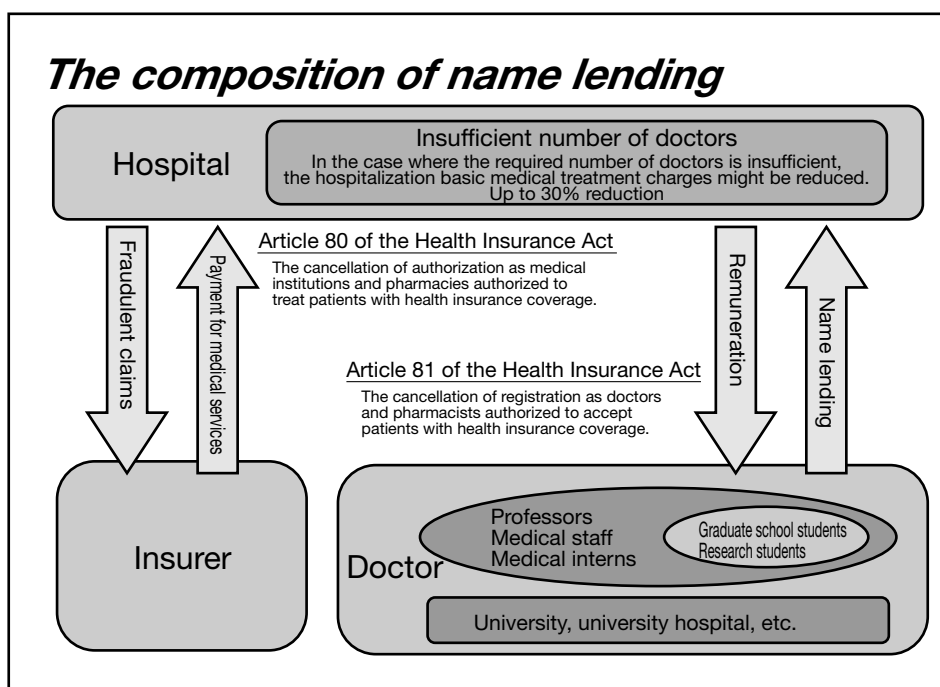 The composition of name lending
Hospital
Insufficient number of doctors
In the case where the required number of doctors is insufficient,
the hospitalization basic medical treatment charges might be reduced.
Up to 30% reduction
Fraudulent claims
Payment for medical services
Article 80 of the Health Insurance Act
The cancellation of authorization as medical
institutions and pharmacies authorized to
treat patients with health insurance coverage.
Article 81 of the Health Insurance Act
The cancellation of registration as doctors
and pharmacists authorized to accept
patients with health insurance coverage.
Remuneration
Name lending
Insurer
Doctor
Professors
Medical staff
Medical interns
Graduate school students
Research students
University, university hospital, etc.